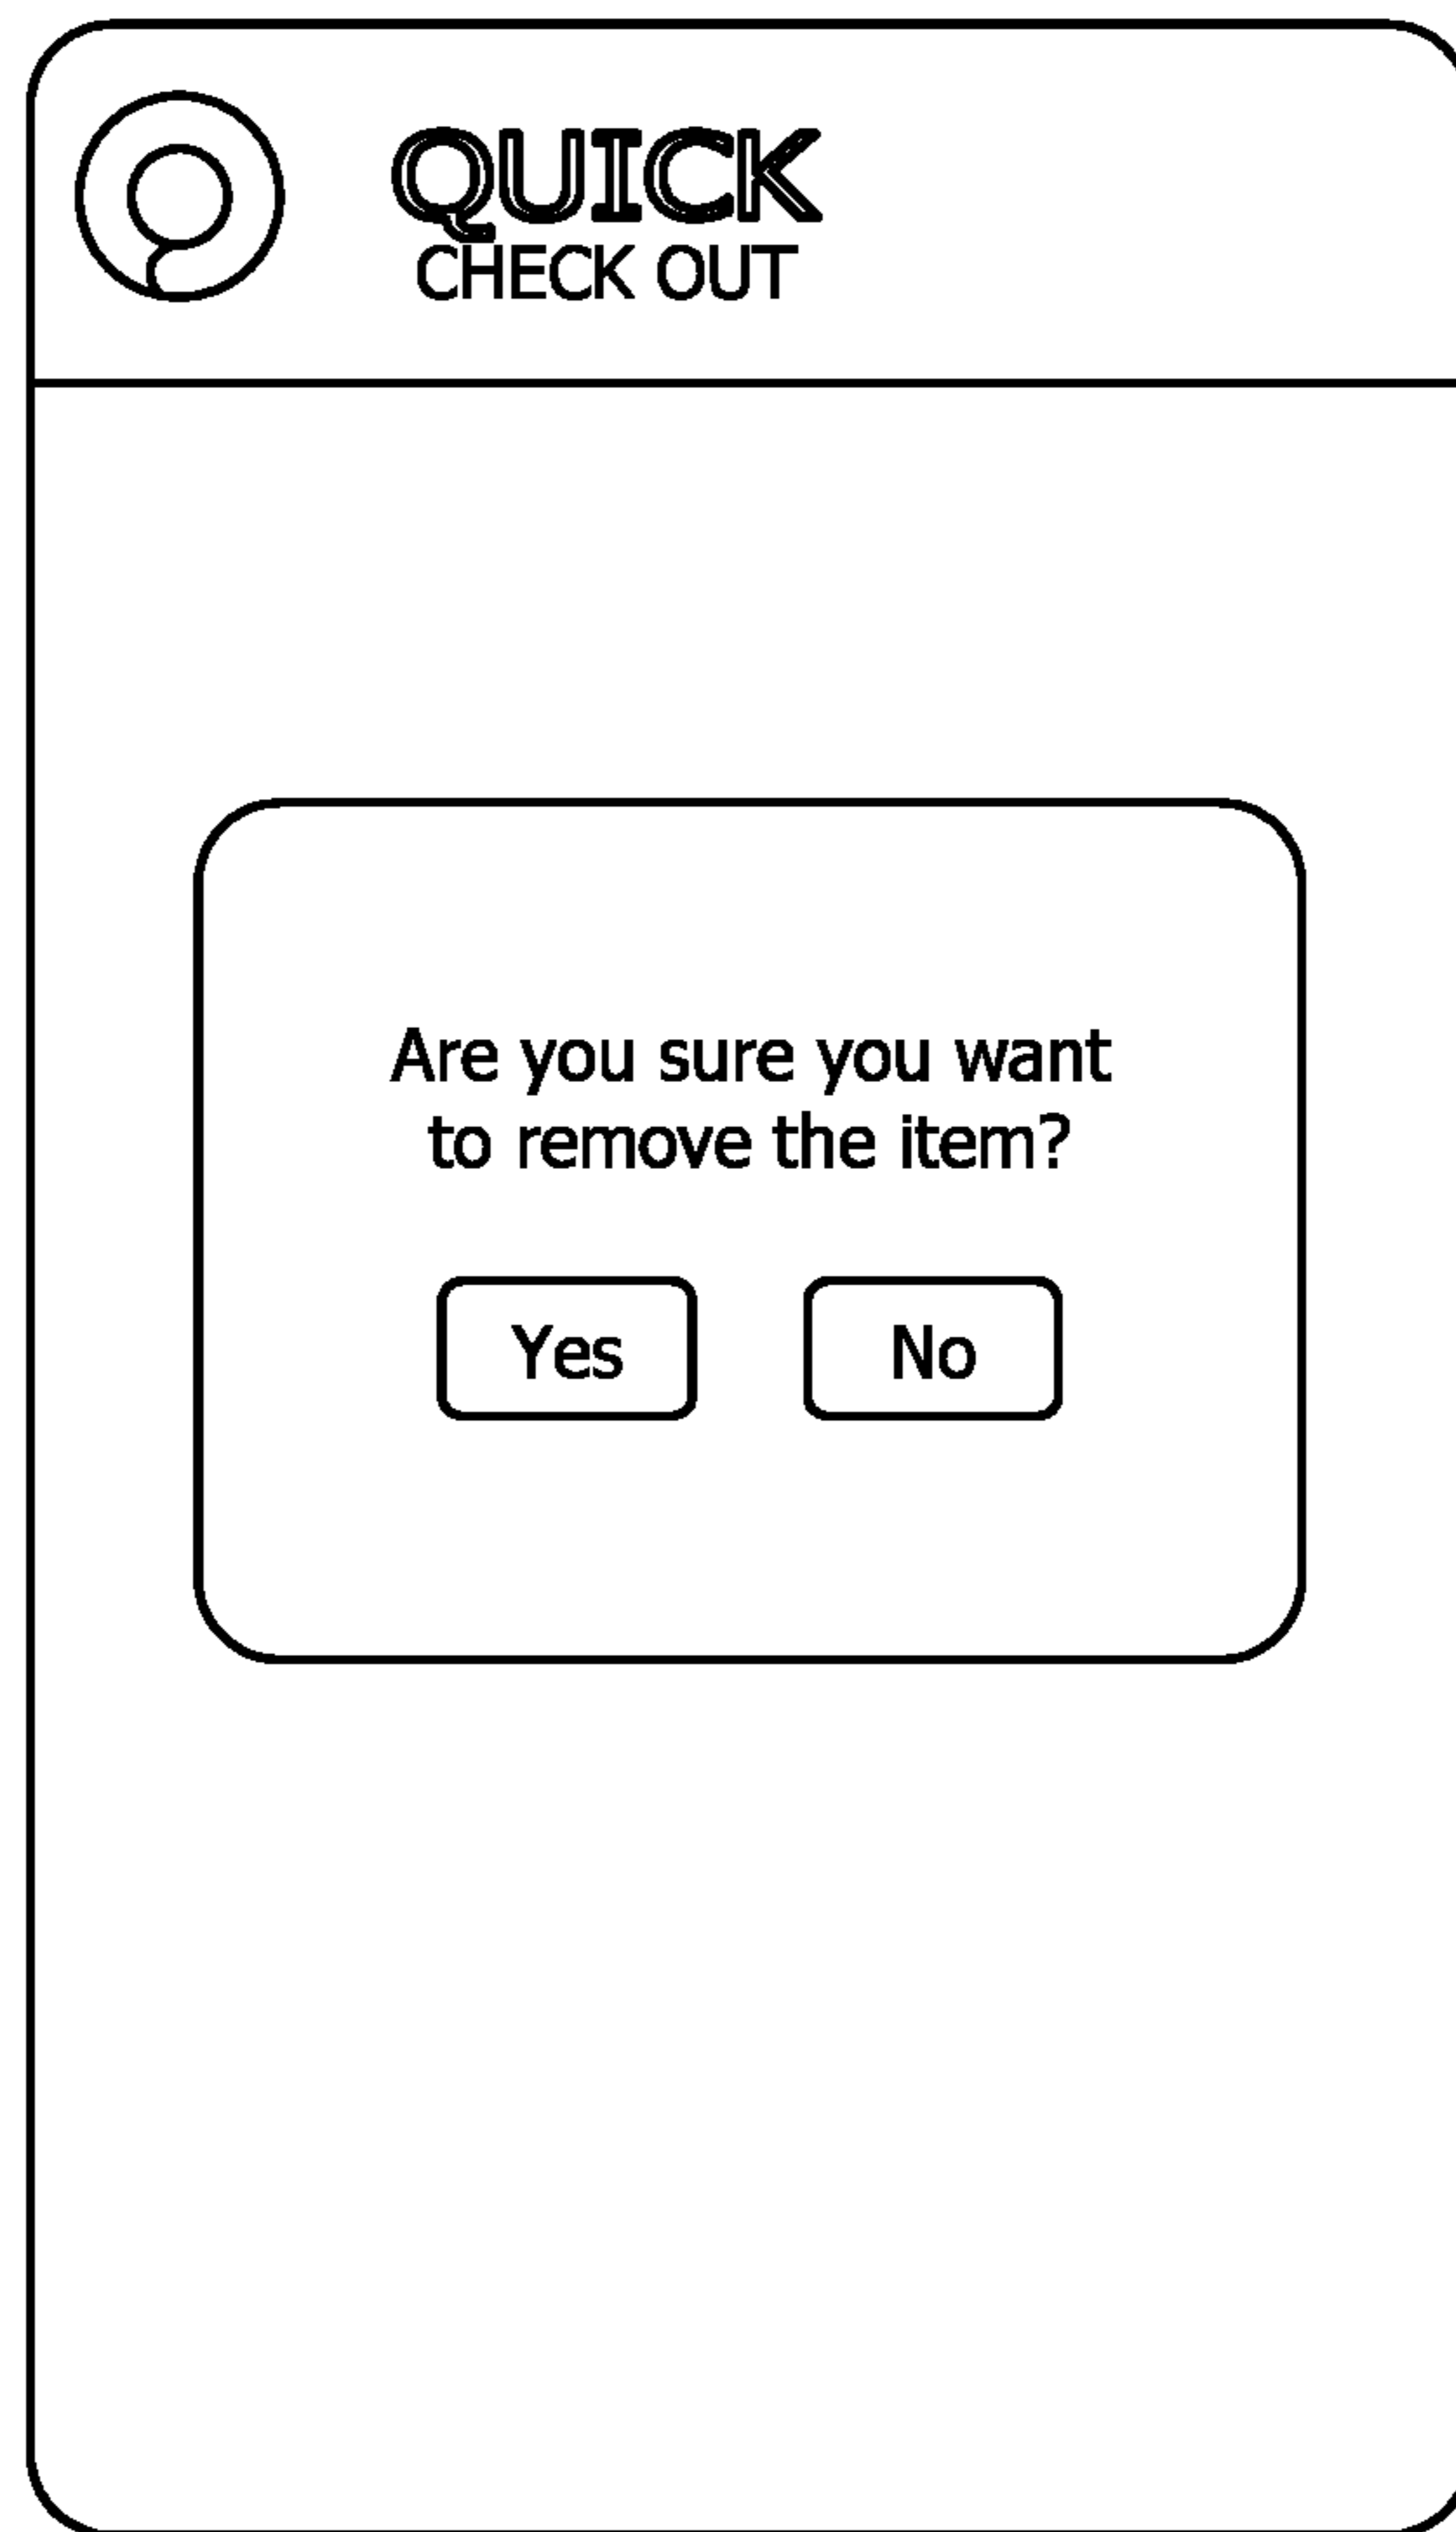 QUICK
CHECK OUT
Are you sure you want
to remove the item?
Yes No